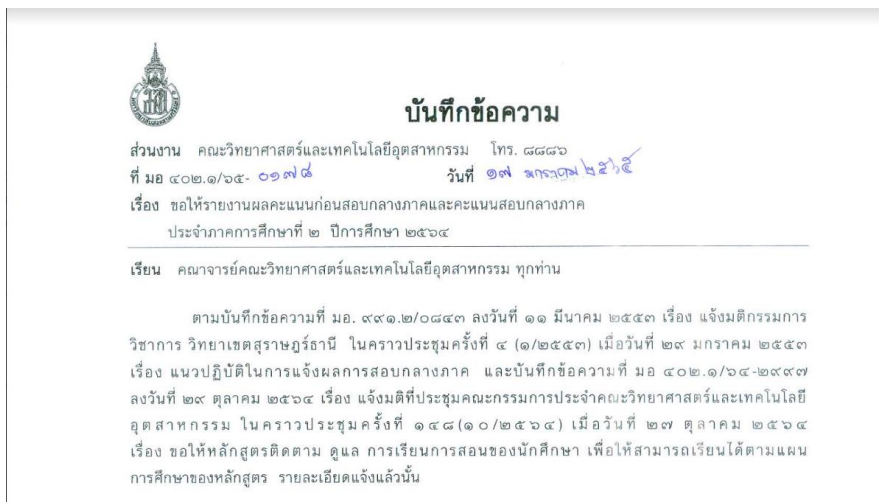 บันทึกข้อความ
ส่วนงาน คณะวิทยาศาสตร์และเทคโนโลยีอุตสาหกรรม โทร. ๘๘๘๖
ที่ มอ ๔๐๒.๑/๖๕- ๐๑๗๘ วันที่ ๑๗ มกราคม ๒๕๖๕
เรื่อง ขอให้รายงานผลคะแนนก่อนสอบกลางภาคและคะแนนสอบกลางภาค
ประจำภาคการศึกษาที่ ๒ ปีการศึกษา ๒๕๖๔
เรียน คณาจารย์คณะวิทยาศาสตร์และเทคโนโลยีอุตสาหกรรม ทุกท่าน
ตามบันทึกข้อความที่ มอ. ๙๙๑.๒/๐๘๔๓ ลงวันที่ ๑๑ มีนาคม ๒๕๕๓ เรื่อง แจ้งมติกรรมการ
วิชาการ วิทยาเขตสุราษฎร์ธานี ในคราวประชุมครั้งที่ ๔ (๑/๒๕๕๓) เมื่อวันที่ ๒๙ มกราคม ๒๕๕๓
เรื่อง แนวปฏิบัติในการแจ้งผลการสอบกลางภาค และบันทึกข้อความที่ มอ ๔๐๒.๑/๖๔-๒๙๙๗
ลงวันที่ ๒๙ ตุลาคม ๒๕๖๔ เรื่อง แจ้งมติที่ประชุมคณะกรรมการประจำคณะวิทยาศาสตร์และเทคโนโลยี
อุตสาหกรรม ในคราวประชุมครั้งที่ ๑๔๘(๑๐/๒๕๖๔) เมื่อวันที่ ๒๗ ตุลาคม ๒๕๖๔
เรื่อง ขอให้หลักสูตรติดตาม ดูแล การเรียนการสอนของนักศึกษา เพื่อให้สามารถเรียนได้ตามแผน
การศึกษาของหลักสูตร รายละเอียดแจ้งแล้วนั้น